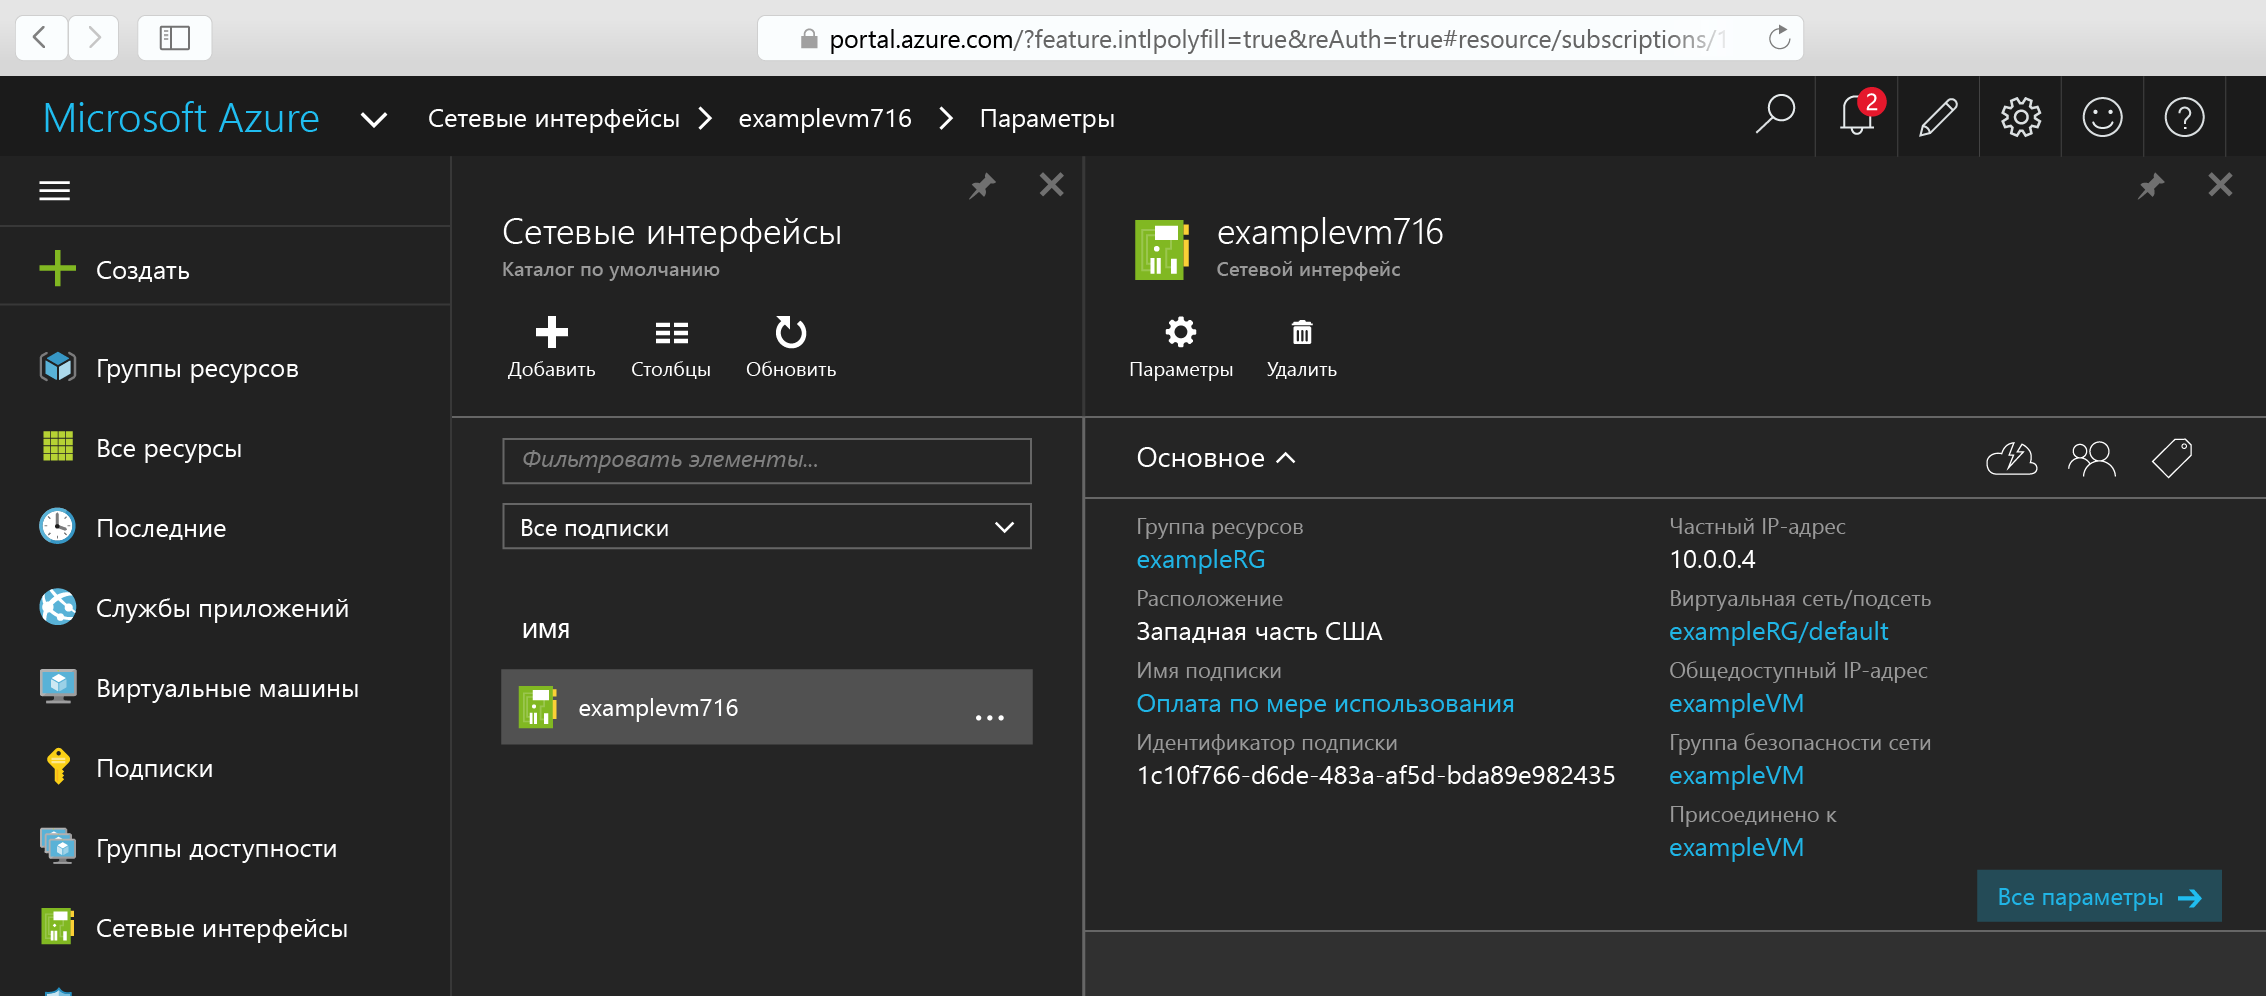 portal.azure.com/?feature.intlpolyfill=true&reAuth=true#resource/subscriptions/1
Microsoft Azure
Сетевые интерфейсы
examplevm716
Параметры
2
Создать
Группы ресурсов
Все ресурсы
Последние
Службы приложений
Виртуальные машины
Подписки
Группы доступности
Сетевые интерфейсы
Сетевые интерфейсы
Каталог по умолчанию
Добавить
Столбцы
Обновить
Фильтровать элементы...
Все подписки
ИМЯ
examplevm716
...
examplevm716
Сетевой интерфейс
Параметры
Удалить
Основное
Группа ресурсов
exampleRG
Расположение
Западная часть США
Имя подписки
Оплата по мере использования
Идентификатор подписки
1c10f766-d6de-483a-af5d-bda89e982435
Частный IP-адрес
10.0.0.4
Виртуальная сеть/подсеть
exampleRG/default
Общедоступный IP-адрес
exampleVM
Группа безопасности сети
exampleVM
Присоединено к
exampleVM
Все параметры